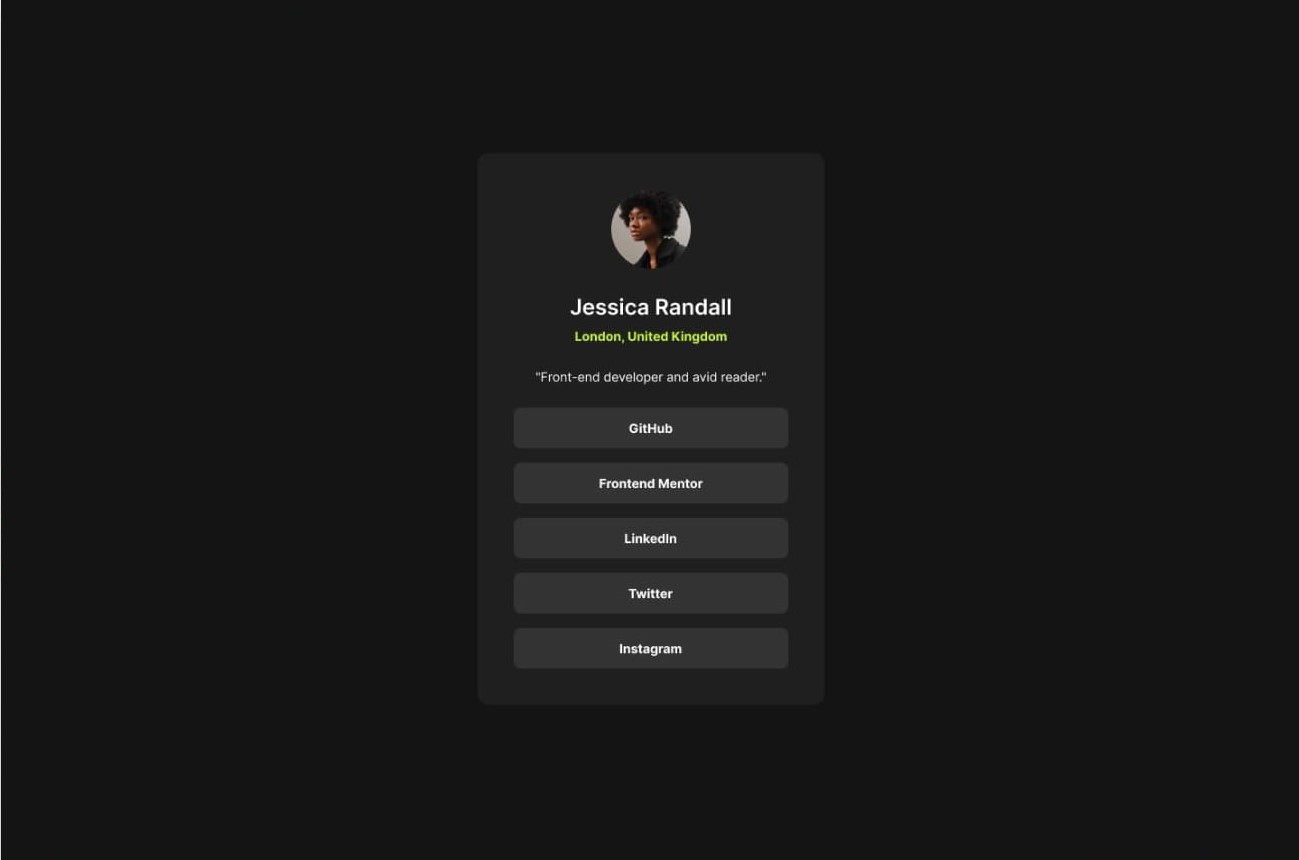 Jessica Randall
London, United Kingdom
"Front-end developer and avid reader."
GitHub
Frontend Mentor
LinkedIn
Twitter
Instagram